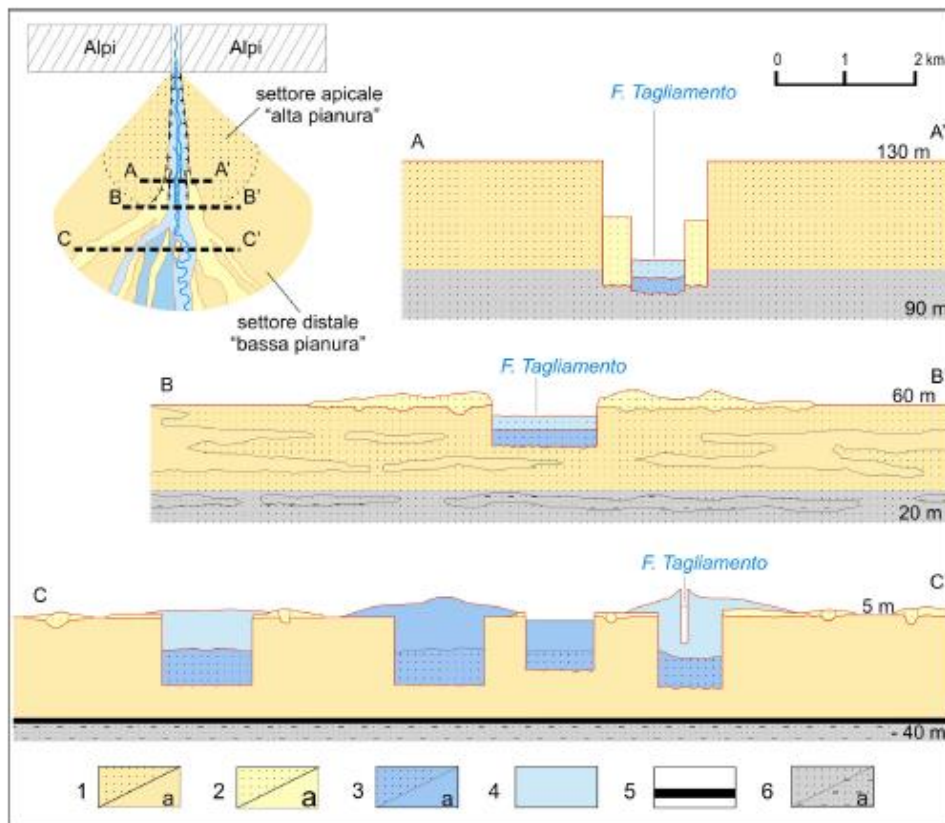 Alpi Alpi
0 1 2 km
settore apicale
"alta pianura"
F. Tagliamento
A A'
130 m
A A'
B B'
C C'
settore distale
"bassa pianura"
90 m
F. Tagliamento
B B'
60 m
20 m
F. Tagliamento
C C'
5 m
- 40 m
1 a 2 a 3 a 4 5 6 a